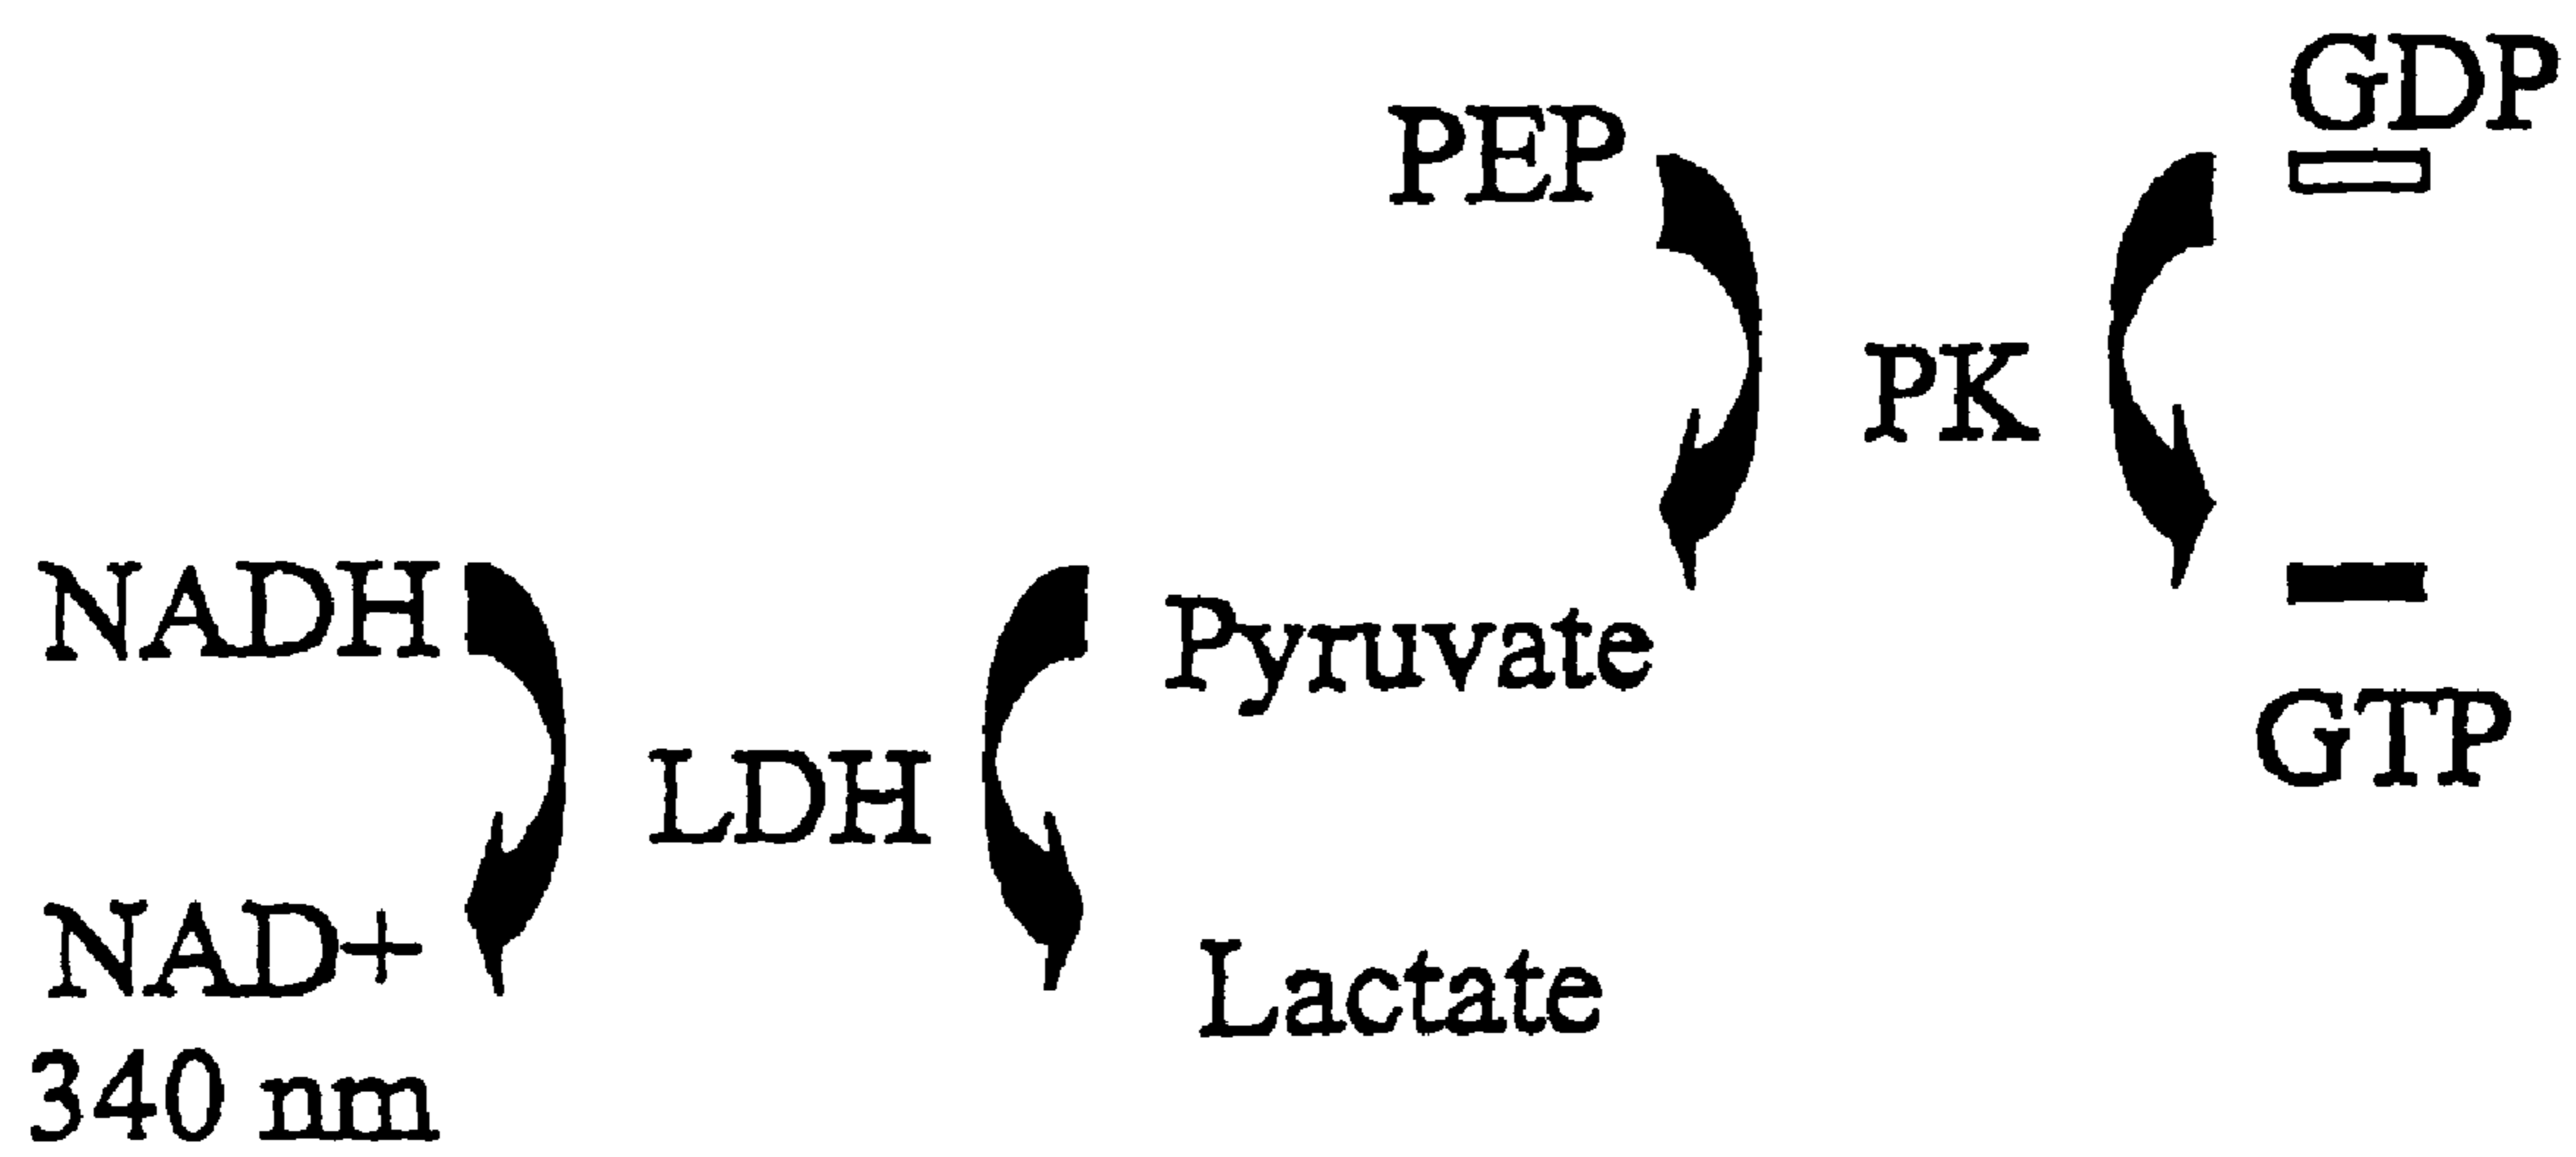 GDP
PEP
PK
NADH
Pyruvate
GTP
LDH
NAD+
Lactate
340 nm